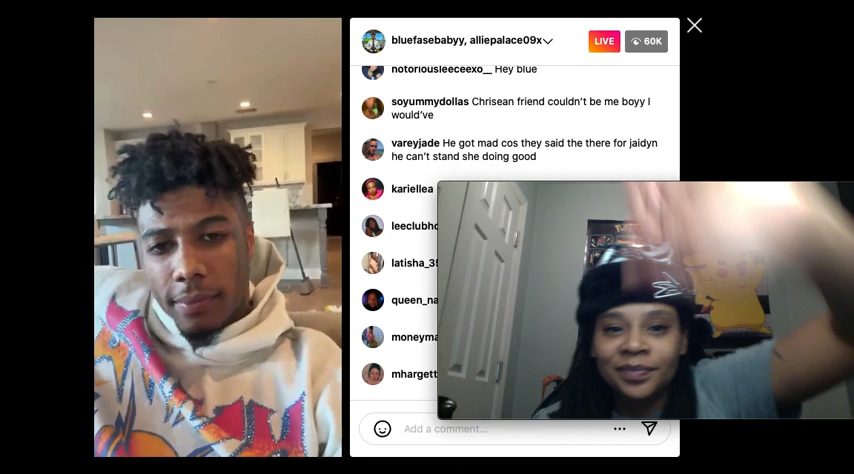 bluefasebabyy, alliepalace09x
LIVE
60K
notoriousleeceexo__ Hey blue
soyummydollas Chrisean friend couldn't be me boyy I
would've
vareyjade He got mad cos they said the there for jaidyn
he can't stand she doing good
kariellea
leeclubho
latisha_35
queen_na
moneyma
mhargett
Add a comment...